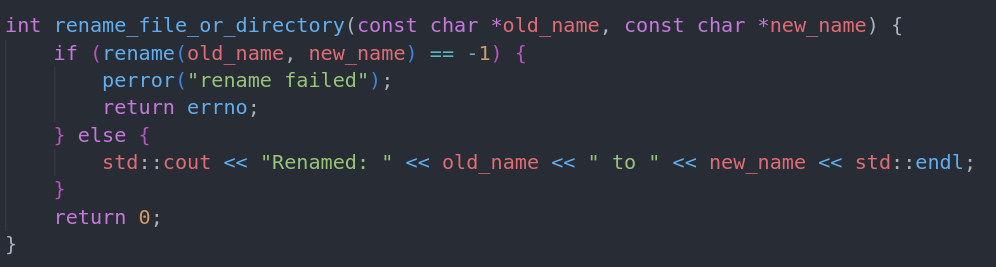 int rename_file_or_directory(const char *old_name, const char *new_name) {
    if (rename(old_name, new_name) == -1) {
        perror("rename failed");
        return errno;
    } else {
        std::cout << "Renamed: " << old_name << " to " << new_name << std::endl;
    }
    return 0;
}